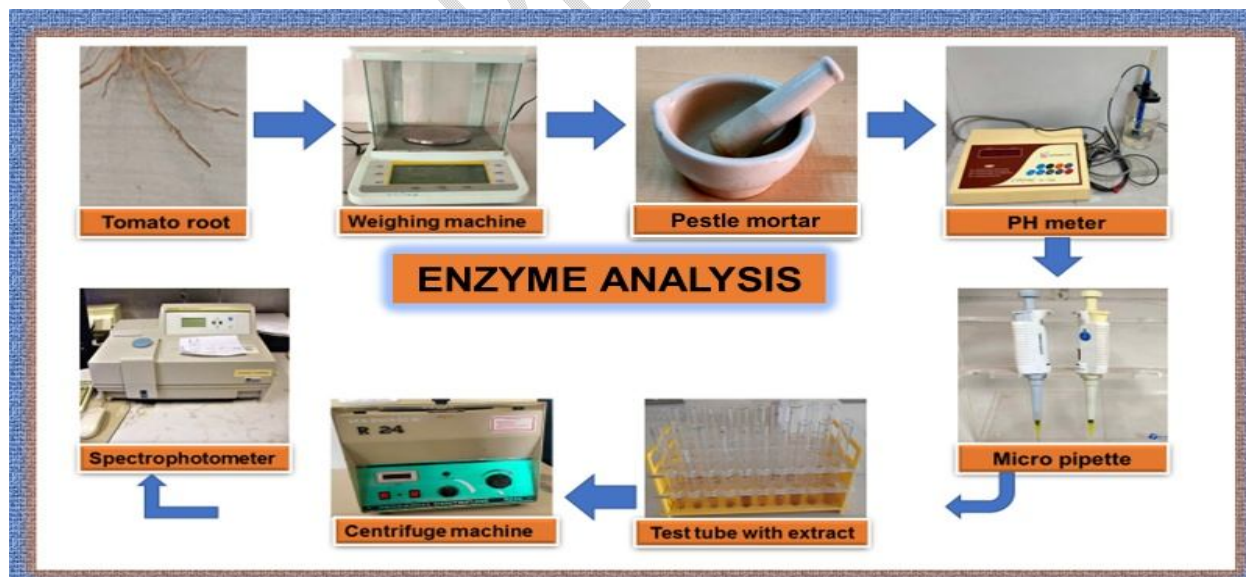 Tomato root
Weighing machine
Pestle mortar
PH meter
ENZYME ANALYSIS
Micro pipette
Test tube with extract
R 24
Centrifuge machine
Spectrophotometer